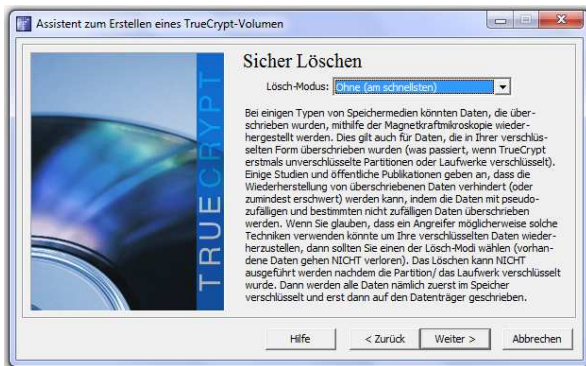 Assistent zum Erstellen eines TrueCrypt-Volumen
TRUECRYPT
Sicher Löschen
Lösch-Modus: Ohne (am schnellsten)
Bei einigen Typen von Speichermedien könnten Daten, die über-
schrieben wurden, mithilfe der Magnetkraftmikroskopie wieder-
hergestellt werden. Dies gilt auch für Daten, die in Ihrer verschlüs-
selten Form überschrieben wurden (was passiert, wenn TrueCrypt
erstmals unverschlüsselte Partitionen oder Laufwerke verschlüsselt).
Einige Studien und öffentliche Publikationen geben an, dass die
Wiederherstellung von überschriebenen Daten verhindert (oder
zumindest erschwert) werden kann, indem die Daten mit pseudo-
zufälligen und bestimmten nicht zufälligen Daten überschrieben
werden. Wenn Sie glauben, dass ein Angreifer möglicherweise solche
Techniken verwenden könnte um Ihre verschlüsselten Daten wieder-
herzustellen, dann sollten Sie einen der Lösch-Modi wählen (vorhan-
dene Daten gehen NICHT verloren). Das Löschen kann NICHT
ausgeführt werden nachdem die Partition/ das Laufwerk verschlüsselt
wurde. Dann werden alle Daten nämlich zuerst im Speicher
verschlüsselt und erst dann auf den Datenträger geschrieben.
Hilfe < Zurück Weiter > Abbrechen